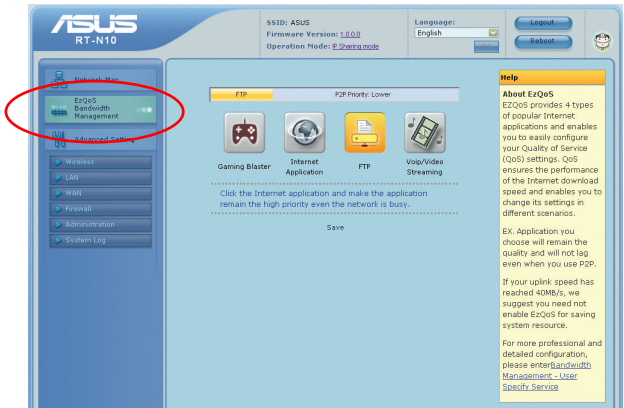 ASUS
RT-N10
SSID: ASUS
Firmware Version: 1.0.0.0
Operation Mode: IP Sharing mode
Language:
English
Logout
Reboot
Network Map
EzQoS
Bandwidth
Management
Advanced Setting
Wireless
LAN
WAN
Firewall
Administration
System Log
FTP
P2P Priority: Lower
Gaming Blaster
Internet
Application
FTP
Voip/Video
Streaming
Click the Internet application and make the application
remain the high priority even the network is busy.
Save
Help
About EzQoS
EZQoS provides 4 types
of popular Internet
applications and enables
you to easily configure
your Quality of Service
(QoS) settings. QoS
ensures the performance
of the Internet download
speed and enables you to
change its settings in
different scenarios.
EX. Application you
choose will remain the
quality and will not lag
even when you use P2P.
If your uplink speed has
reached 40MB/s, we
suggest you need not
enable EzQoS for saving
system resource.
For more professional and
detailed configuration,
please enterBandwidth
Management - User
Specify Service